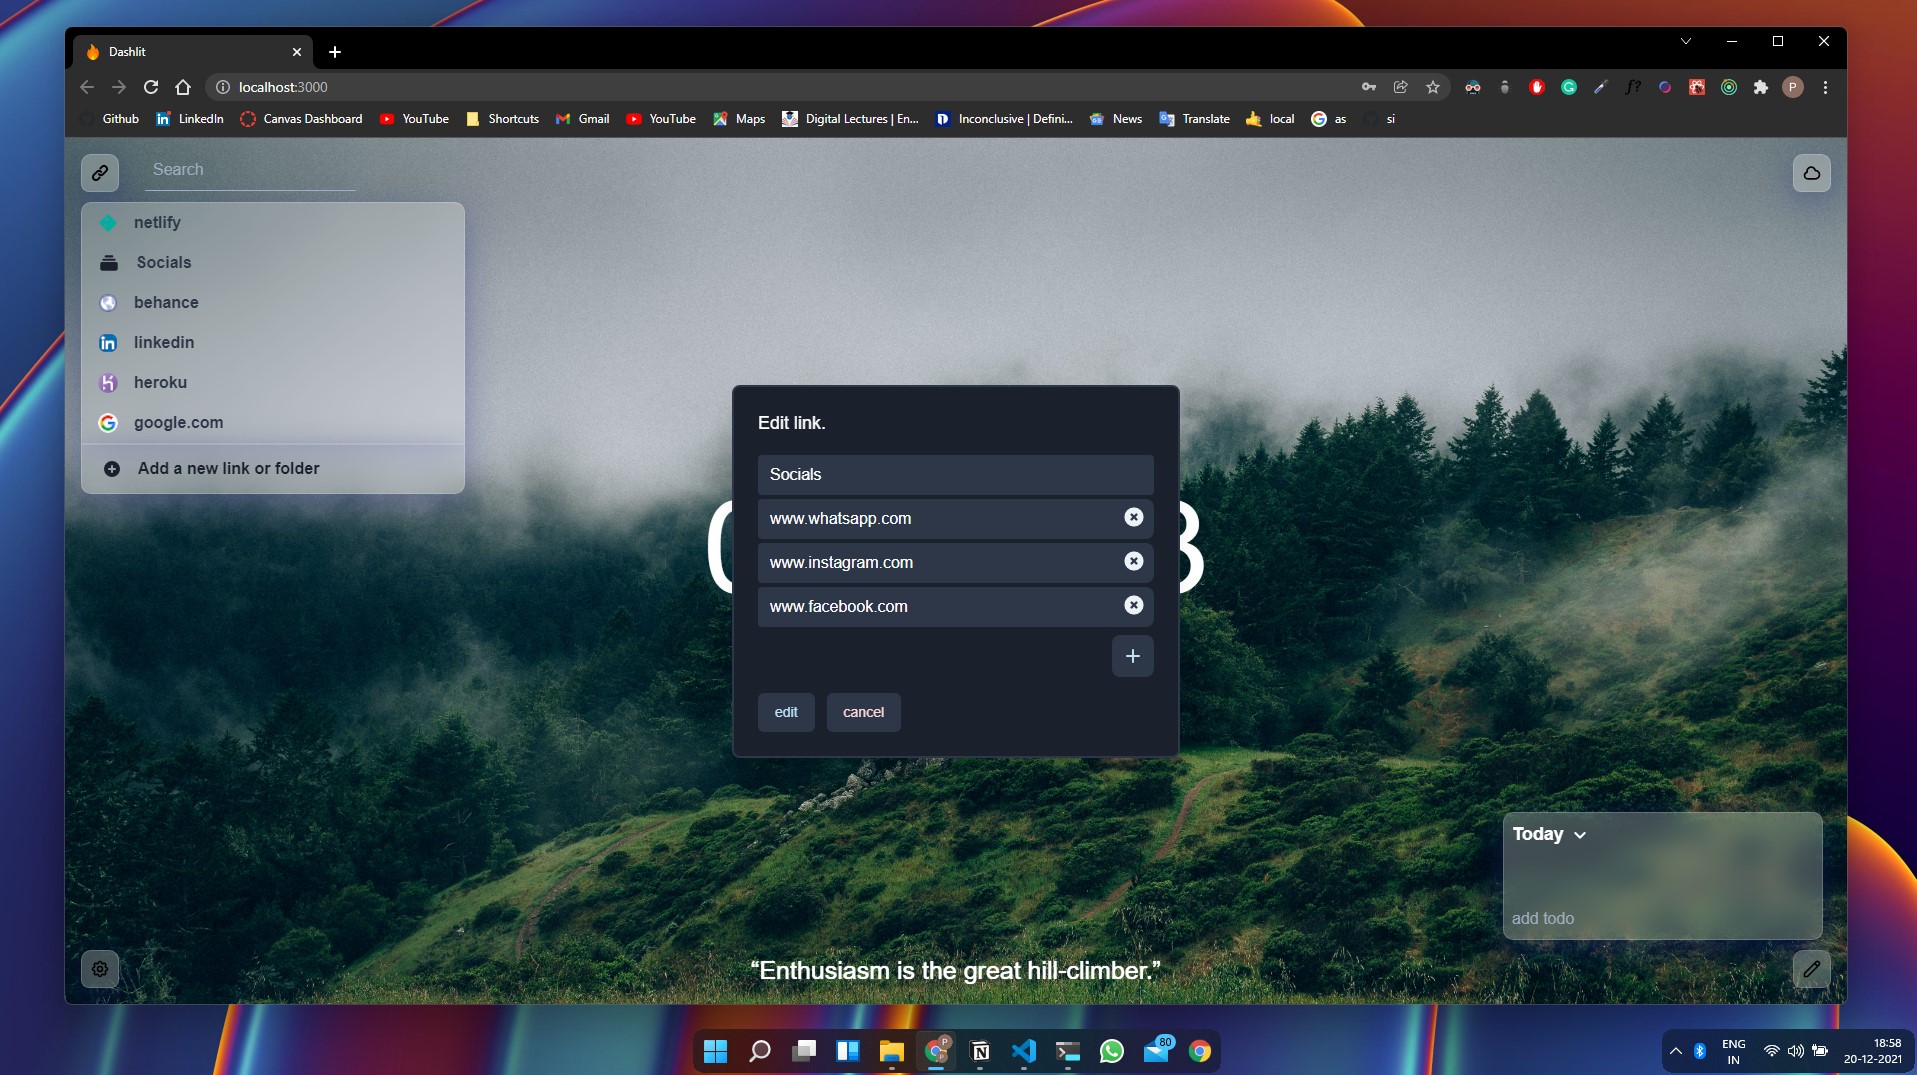 Dashlit
localhost:3000
P
Github LinkedIn Canvas Dashboard YouTube Shortcuts Gmail YouTube Maps Digital Lectures | En... Inconclusive | Defini... News Translate local as si
Search
netlify
Socials
behance
linkedin
heroku
google.com
Add a new link or folder
Edit link.
Socials
www.whatsapp.com
www.instagram.com
www.facebook.com
+
edit cancel
Today
add todo
“Enthusiasm is the great hill-climber.”
80
ENG
IN
18:58
20-12-2021